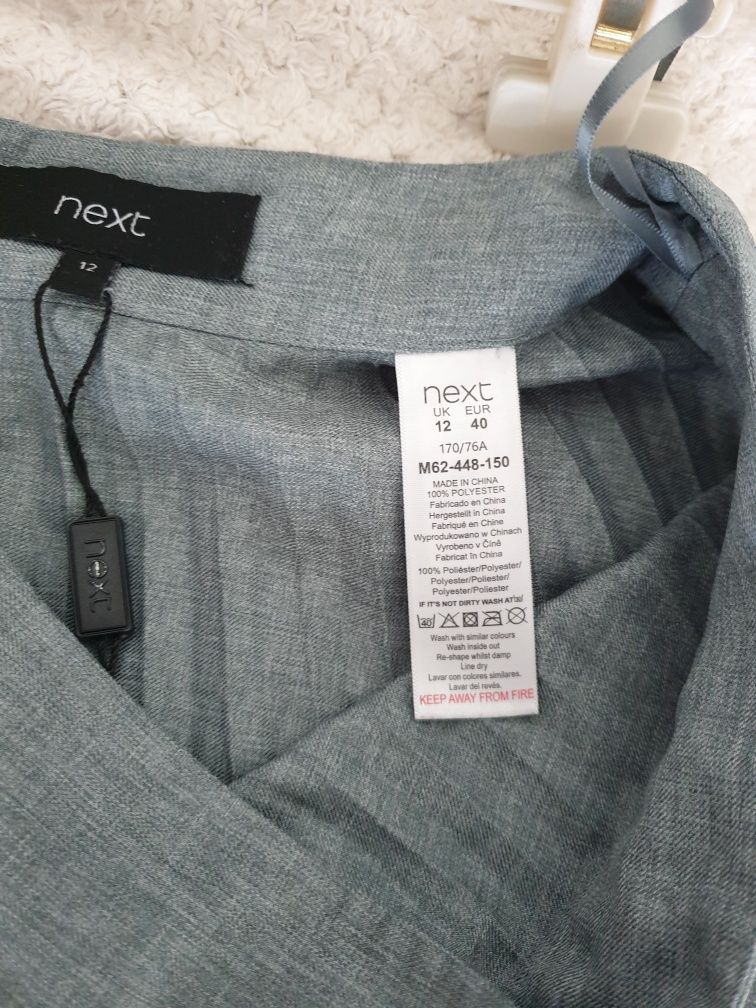 next
12
next
next
UK EUR
12 40
170/76A
M62-448-150
MADE IN CHINA
100% POLYESTER
Fabricado en China
Hergestellt in China
Fabriqué en Chine
Wyprodukowano w Chinach
Vyrobeno v Číně
Fabricat în China
100% Poliéster/Polyester/
Polyester/Poliester/
Polyester/Poliester
IF IT'S NOT DIRTY WASH AT 30/
40
Wash with similar colours
Wash inside out
Re-shape whilst damp
Line dry
Lavar con colores similares.
Lavar del revés.
KEEP AWAY FROM FIRE